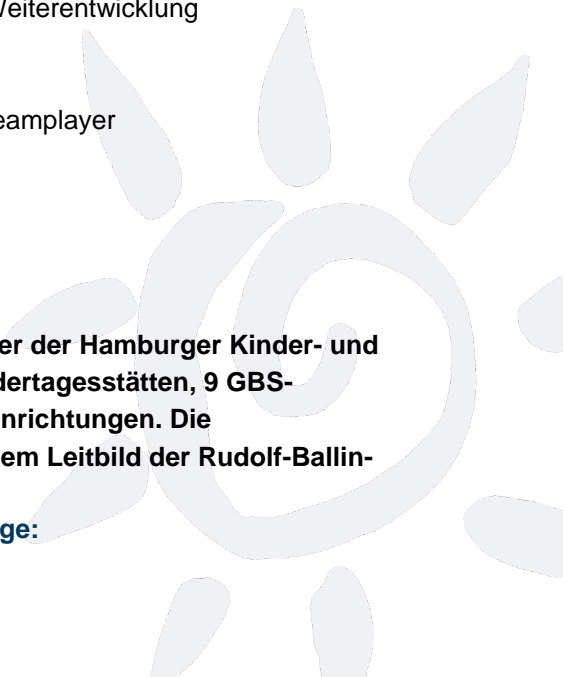 Weiterentwicklung
eamplayer
er der Hamburger Kinder- und
dertagesstätten, 9 GBS-
nrichtungen. Die
em Leitbild der Rudolf-Ballin-
ge: